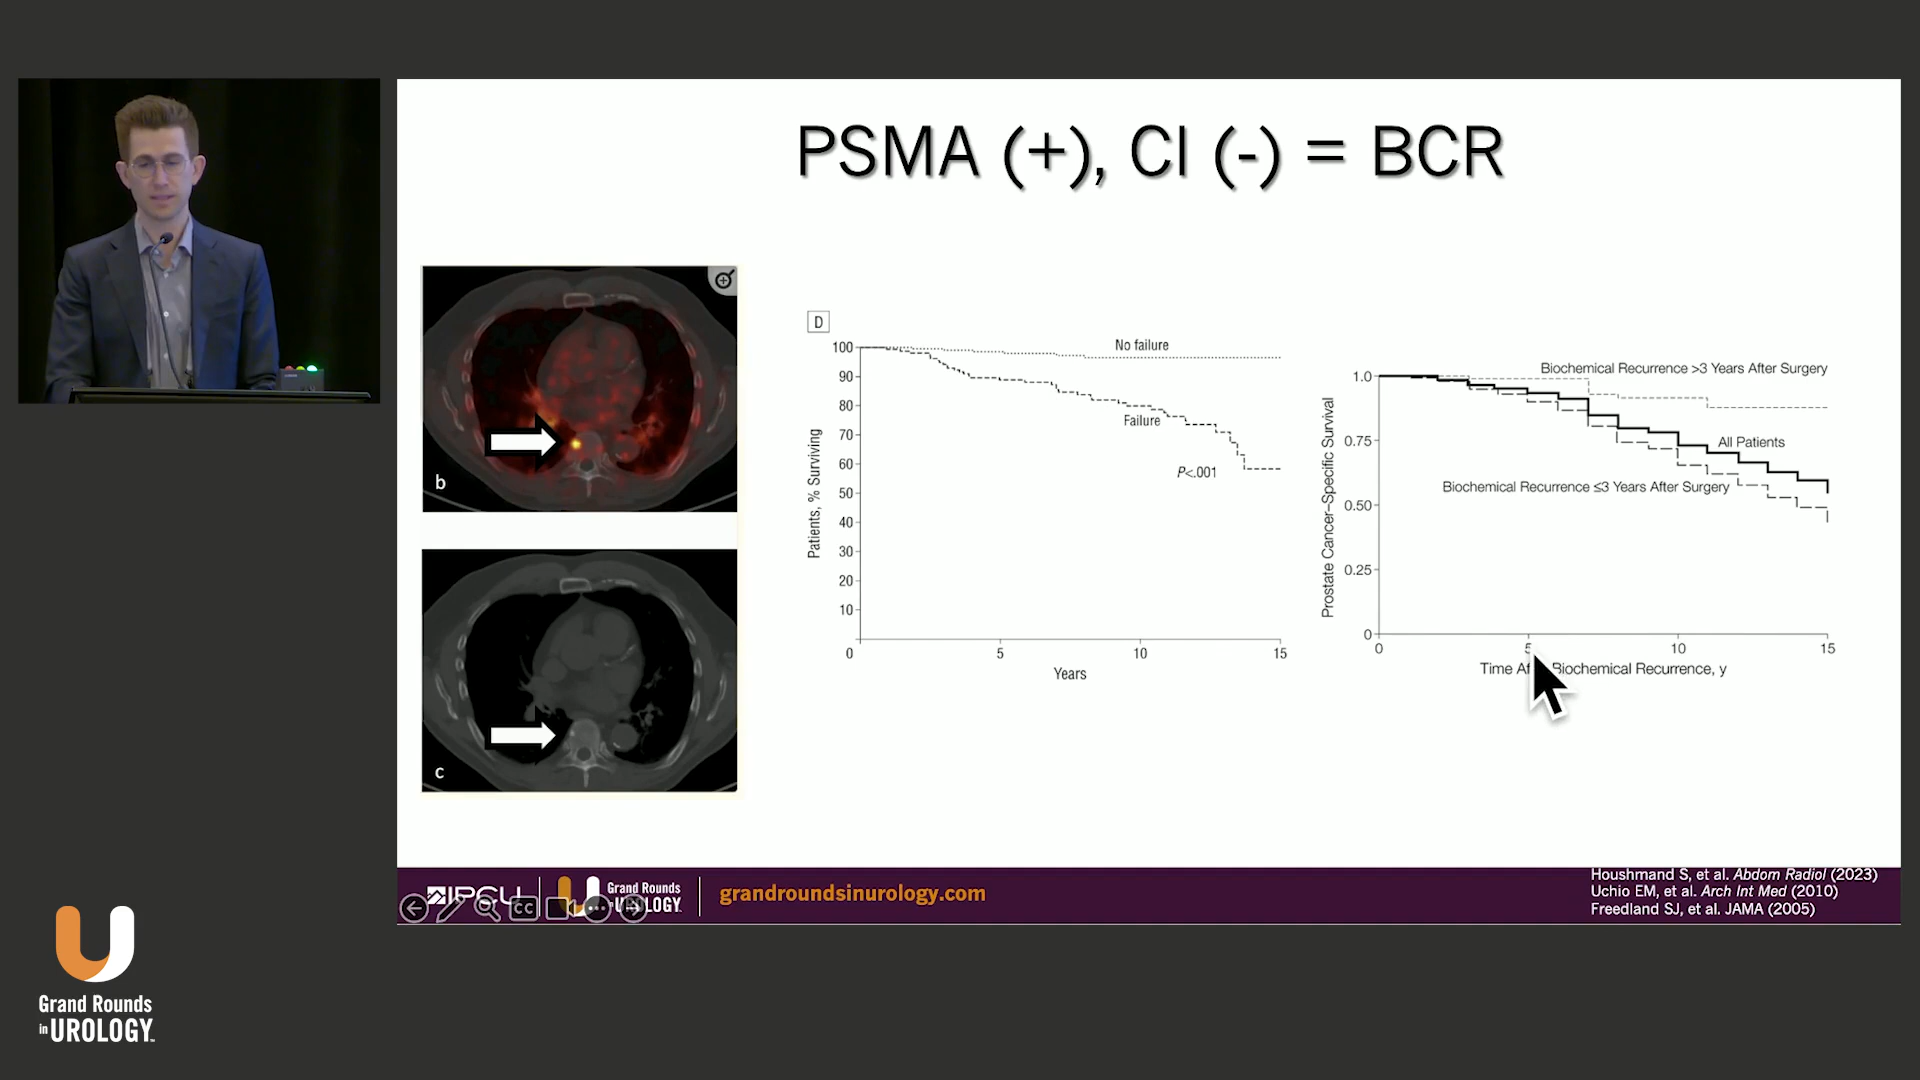 PSMA (+), CI (-) = BCR
b
c
D
No failure
Failure
P<.001
100
90
80
70
60
50
40
30
20
10
0
5
10
15
Patients, % Surviving
Years
Biochemical Recurrence >3 Years After Surgery
All Patients
Biochemical Recurrence ≤3 Years After Surgery
1.0
0.75
0.50
0.25
0
0
5
10
15
Prostate Cancer–Specific Survival
Biochemical Recurrence, y
Time
Grand Rounds
grandroundsinurology.com
Houshmand S, et al. Abdom Radiol (2023)
Uchio EM, et al. Arch Int Med (2010)
Freedland SJ, et al. JAMA (2005)
CC
Grand Rounds
in UROLOGY™